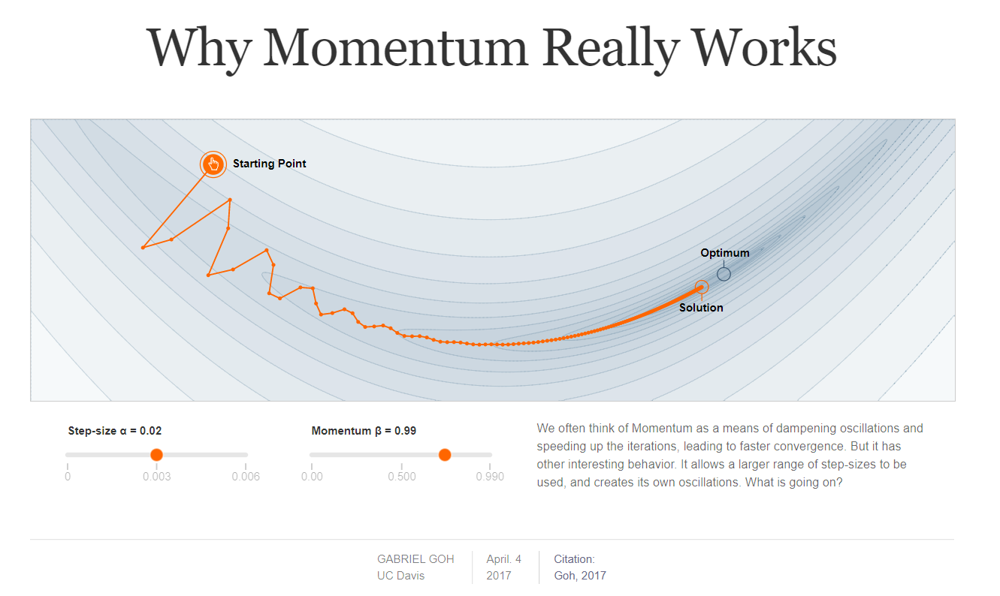 Why Momentum Really Works
Starting Point
Optimum
Solution
Step-size α = 0.02
0
0.003
0.006
Momentum β = 0.99
0.00
0.500
0.990
We often think of Momentum as a means of dampening oscillations and
speeding up the iterations, leading to faster convergence. But it has
other interesting behavior. It allows a larger range of step-sizes to be
used, and creates its own oscillations. What is going on?
GABRIEL GOH
UC Davis
April. 4
2017
Citation:
Goh, 2017